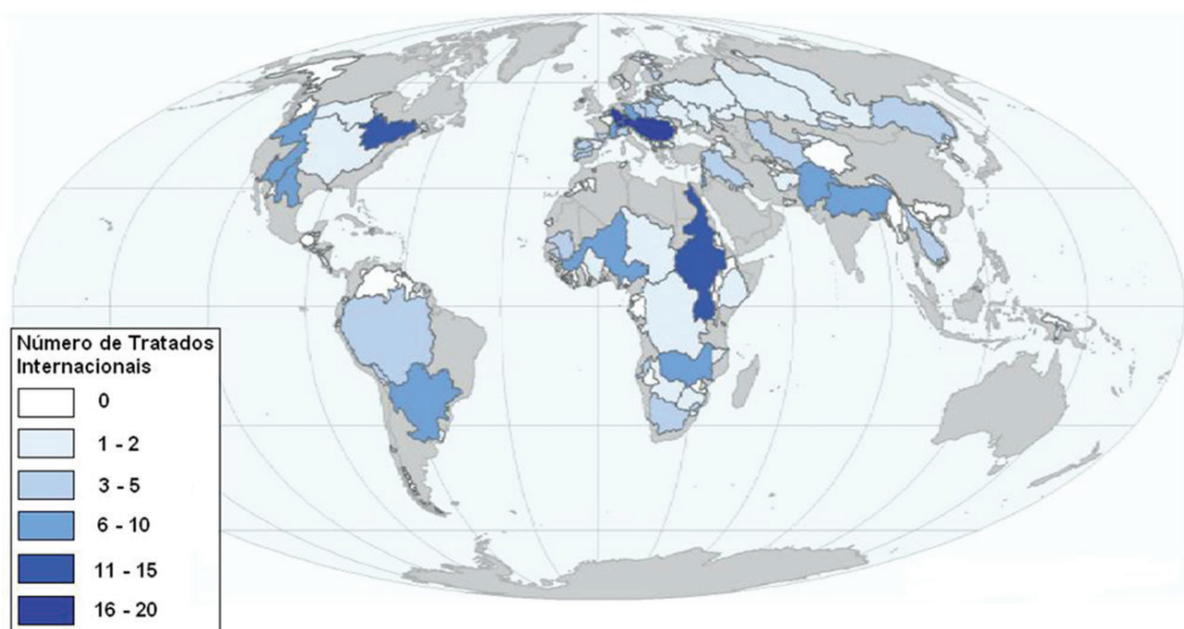 Número de Tratados
Internacionais
0
1 - 2
3 - 5
6 - 10
11 - 15
16 - 20